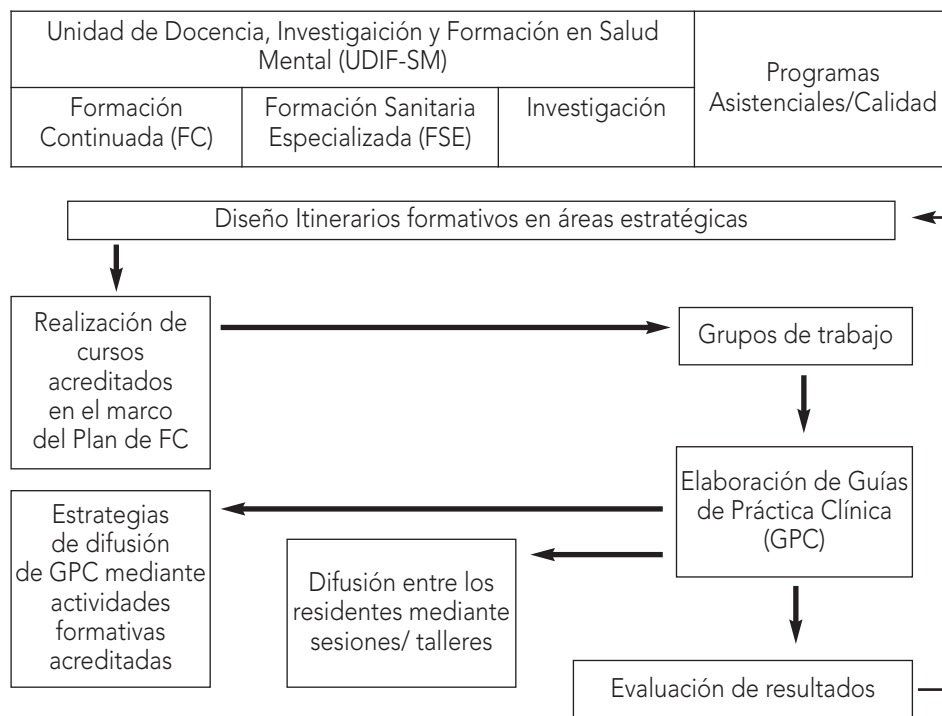 Unidad de Docencia, Investigaición y Formación en Salud
Mental (UDIF-SM)
Programas
Asistenciales/Calidad
Formación
Continuada (FC)
Formación Sanitaria
Especializada (FSE)
Investigación
Diseño Itinerarios formativos en áreas estratégicas
Realización de
cursos
acreditados
en el marco
del Plan de FC
Grupos de trabajo
Elaboración de Guías
de Práctica Clínica
(GPC)
Estrategias
de difusión
de GPC mediante
actividades
formativas
acreditadas
Difusión entre los
residentes mediante
sesiones/ talleres
Evaluación de resultados